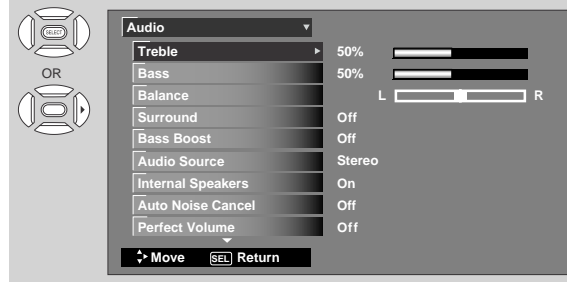 SELECT
OR
Audio
Treble 50%
Bass 50%
Balance L R
Surround Off
Bass Boost Off
Audio Source Stereo
Internal Speakers On
Auto Noise Cancel Off
Perfect Volume Off
Move SEL Return